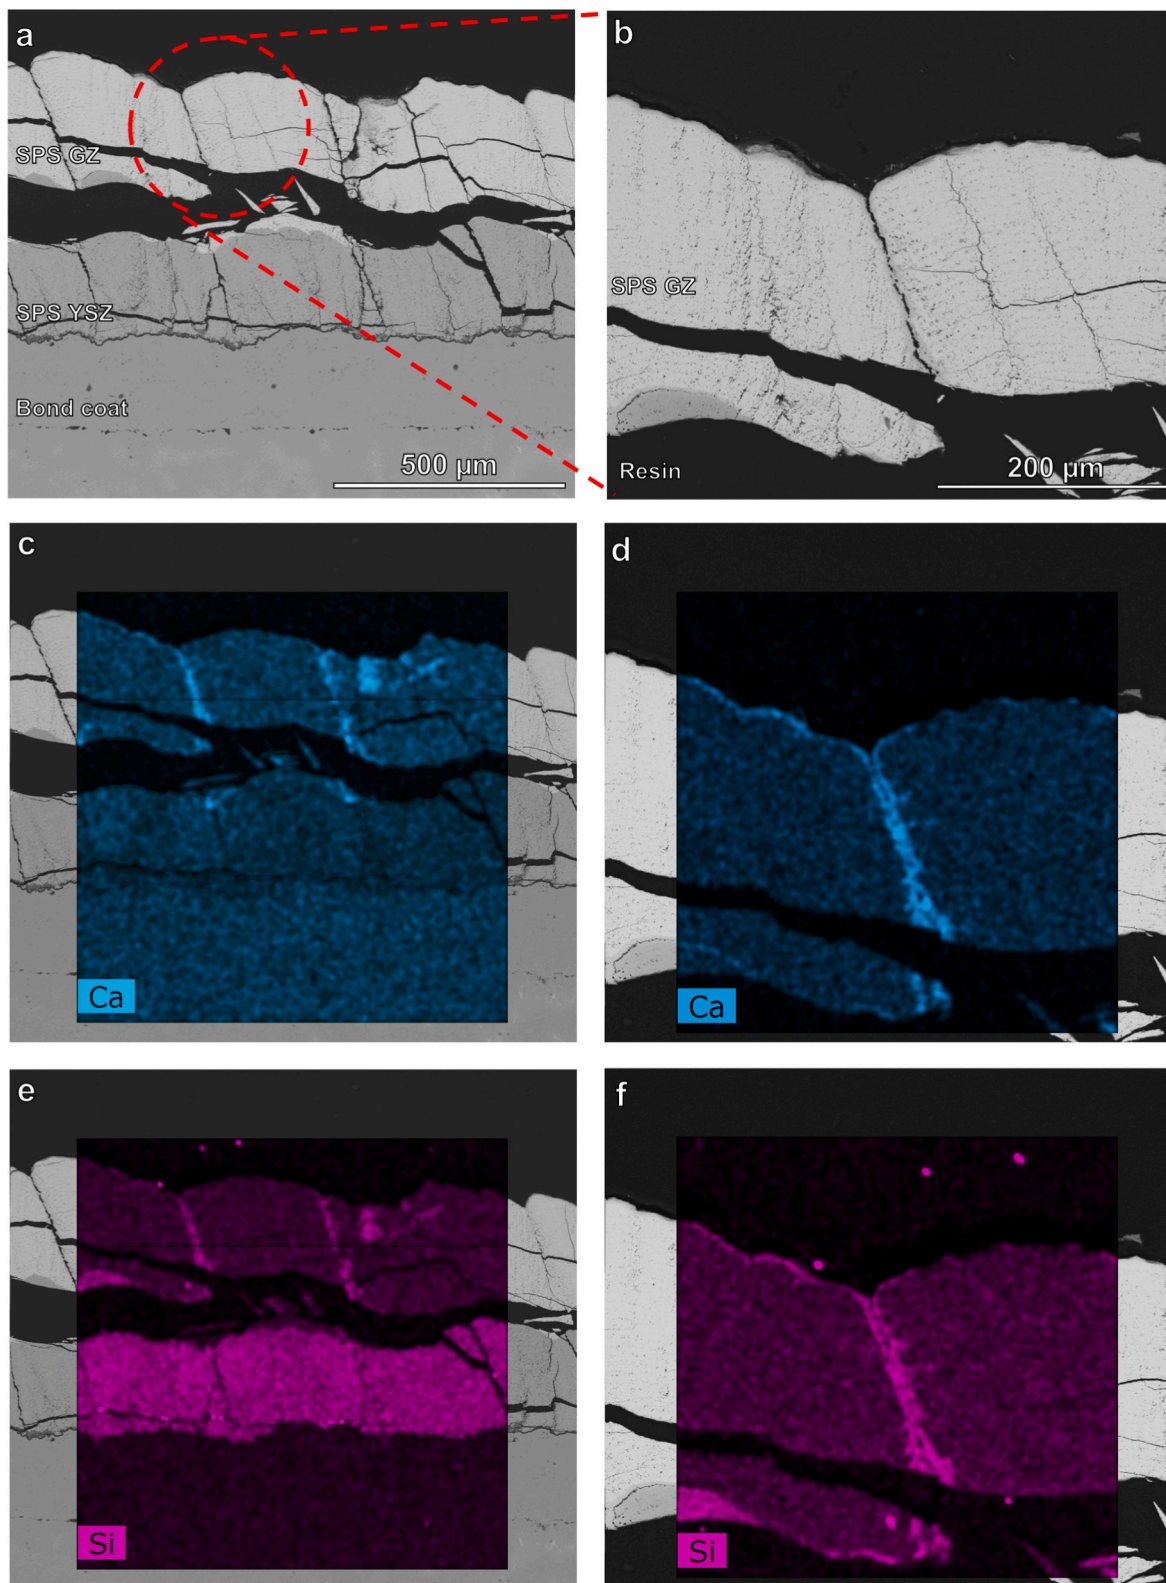 a
SPS GZ
SPS YSZ
Bond coat
500 µm
b
SPS GZ
Resin
200 µm
c
Ca
d
Ca
e
Si
f
Si